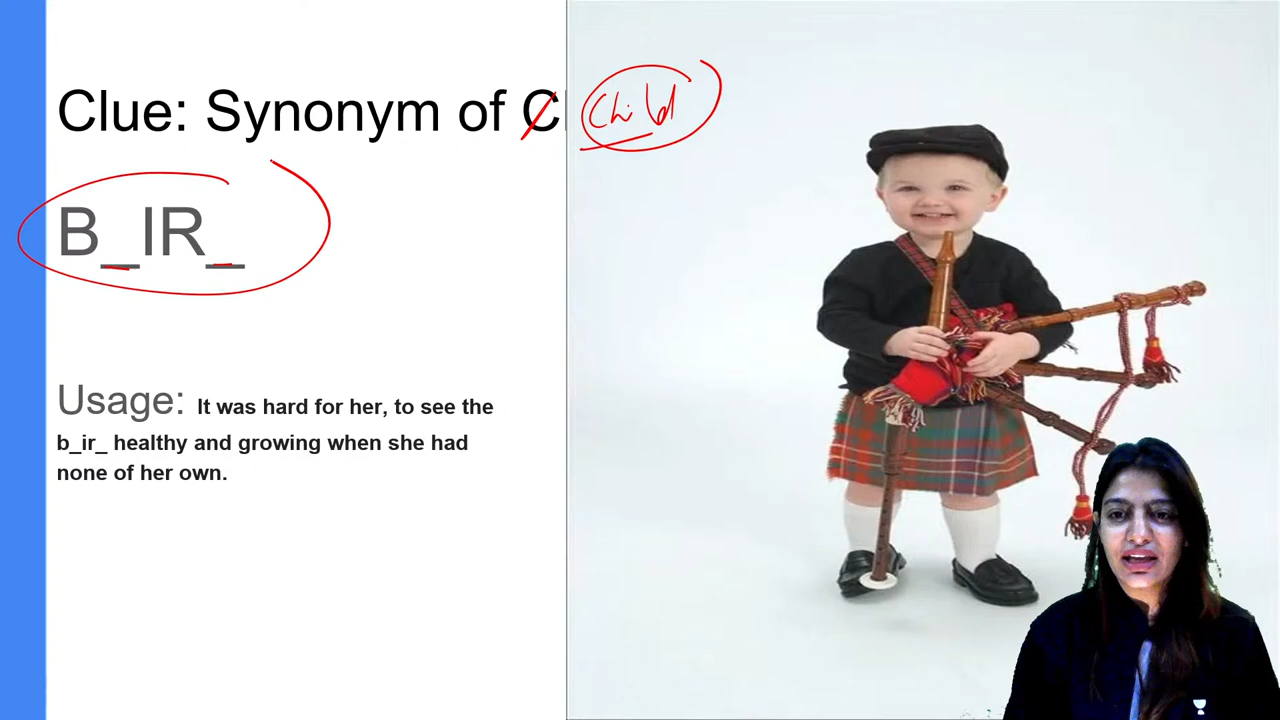 Clue: Synonym of C Child
B_IR_
Usage: It was hard for her, to see the
b_ir_ healthy and growing when she had
none of her own.